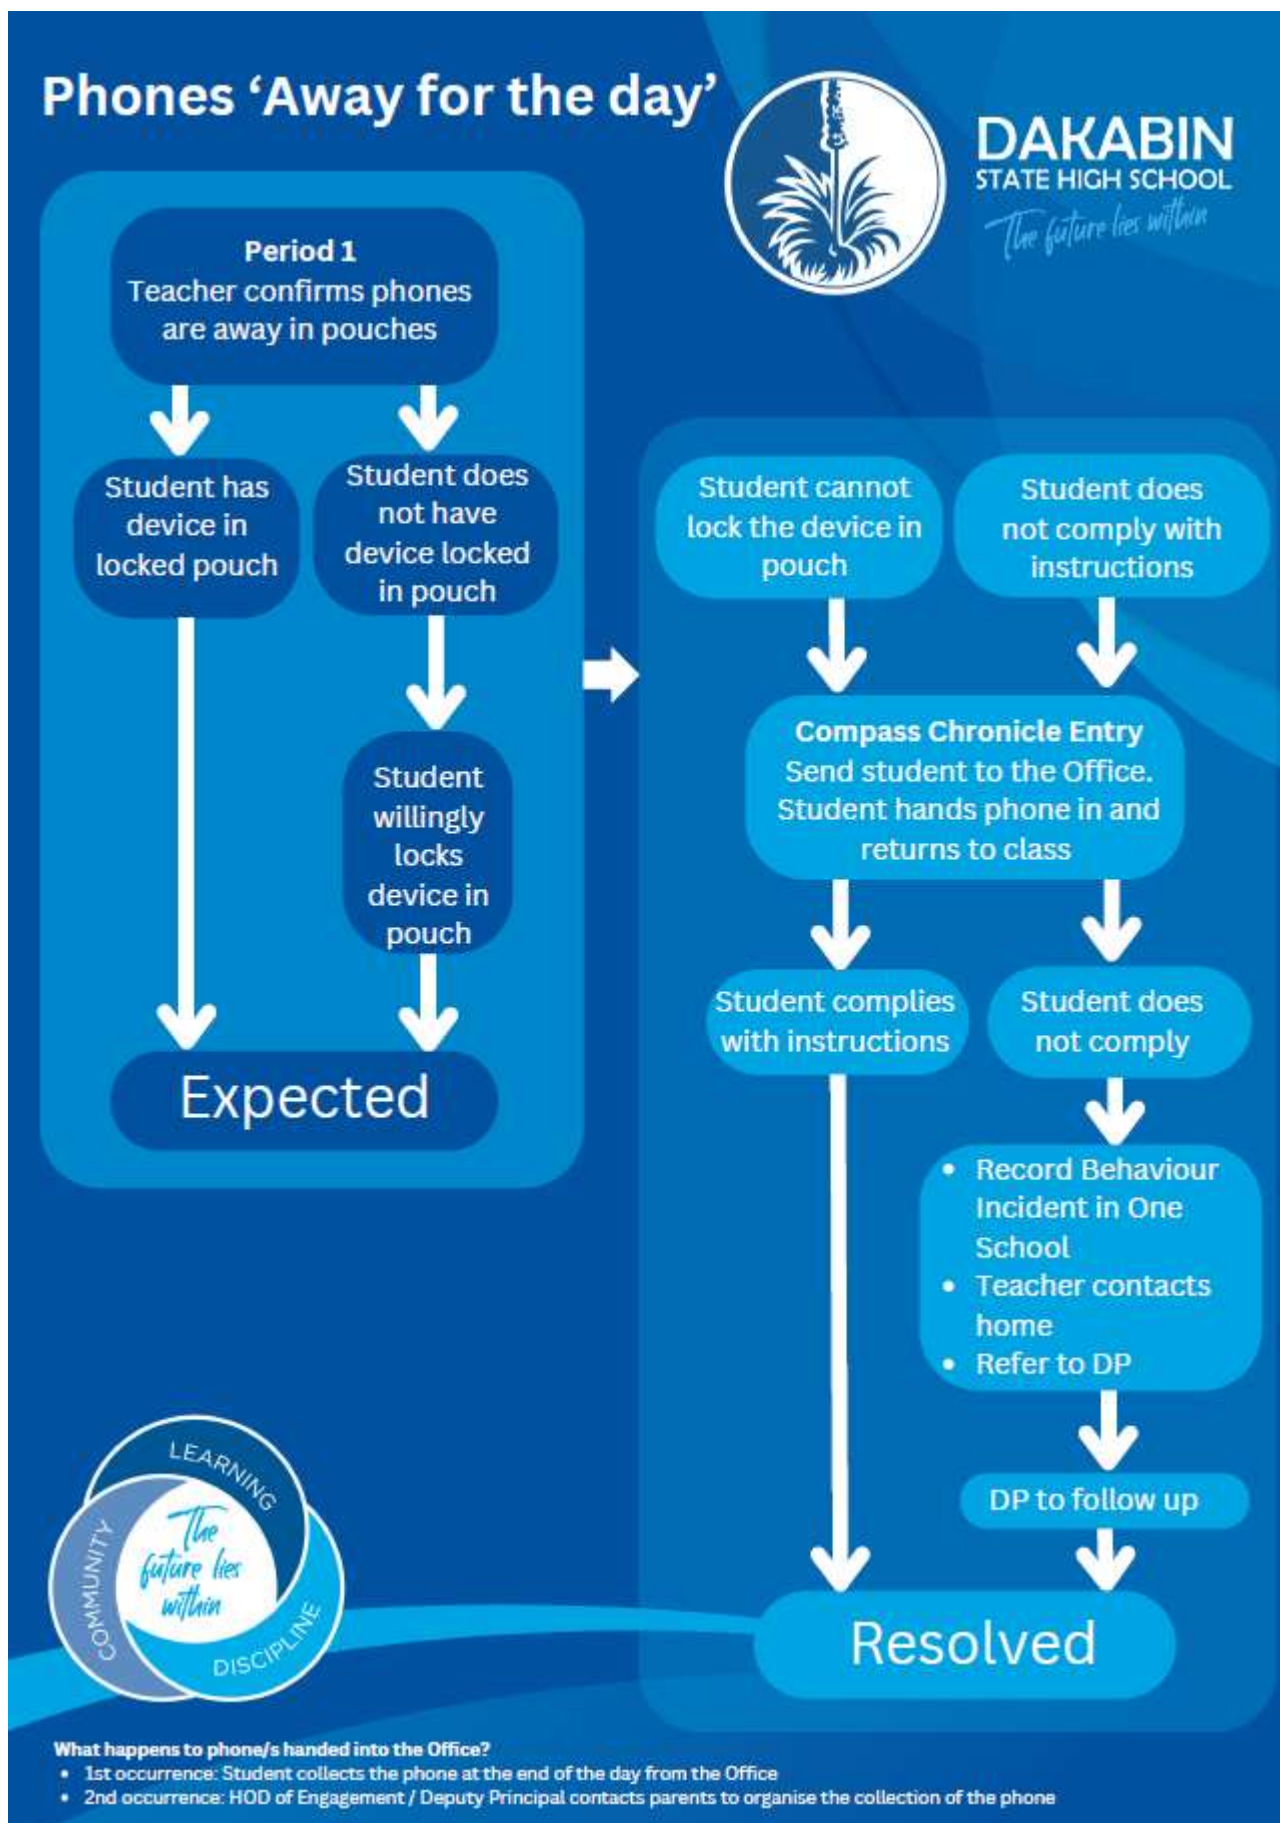 Phones ‘Away for the day’
DAKABIN
STATE HIGH SCHOOL
The future lies within
Period 1
Teacher confirms phones
are away in pouches
Student has
device in
locked pouch
Student does
not have
device locked
in pouch
Student
willingly
locks
device in
pouch
Expected
Student cannot
lock the device in
pouch
Student does
not comply with
instructions
Compass Chronicle Entry
Send student to the Office.
Student hands phone in and
returns to class
Student complies
with instructions
Student does
not comply
• Record Behaviour
Incident in One
School
• Teacher contacts
home
• Refer to DP
DP to follow up
Resolved
LEARNING
COMMUNITY
DISCIPLINE
The
future lies
within
What happens to phone/s handed into the Office?
• 1st occurrence: Student collects the phone at the end of the day from the Office
• 2nd occurrence: HOD of Engagement / Deputy Principal contacts parents to organise the collection of the phone